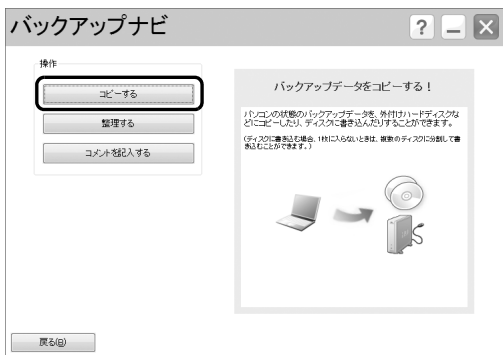 バックアップナビ
? – X
操作
コピーする
整理する
コメントを記入する
バックアップデータをコピーする！
パソコンの状態のバックアップデータを、外付けハードディスクな
どにコピーしたり、ディスクに書き込んだりすることができます。
(ディスクに書き込む場合、1枚に入らないときは、複数のディスクに分割して書
き込むことができます。)
戻る(B)